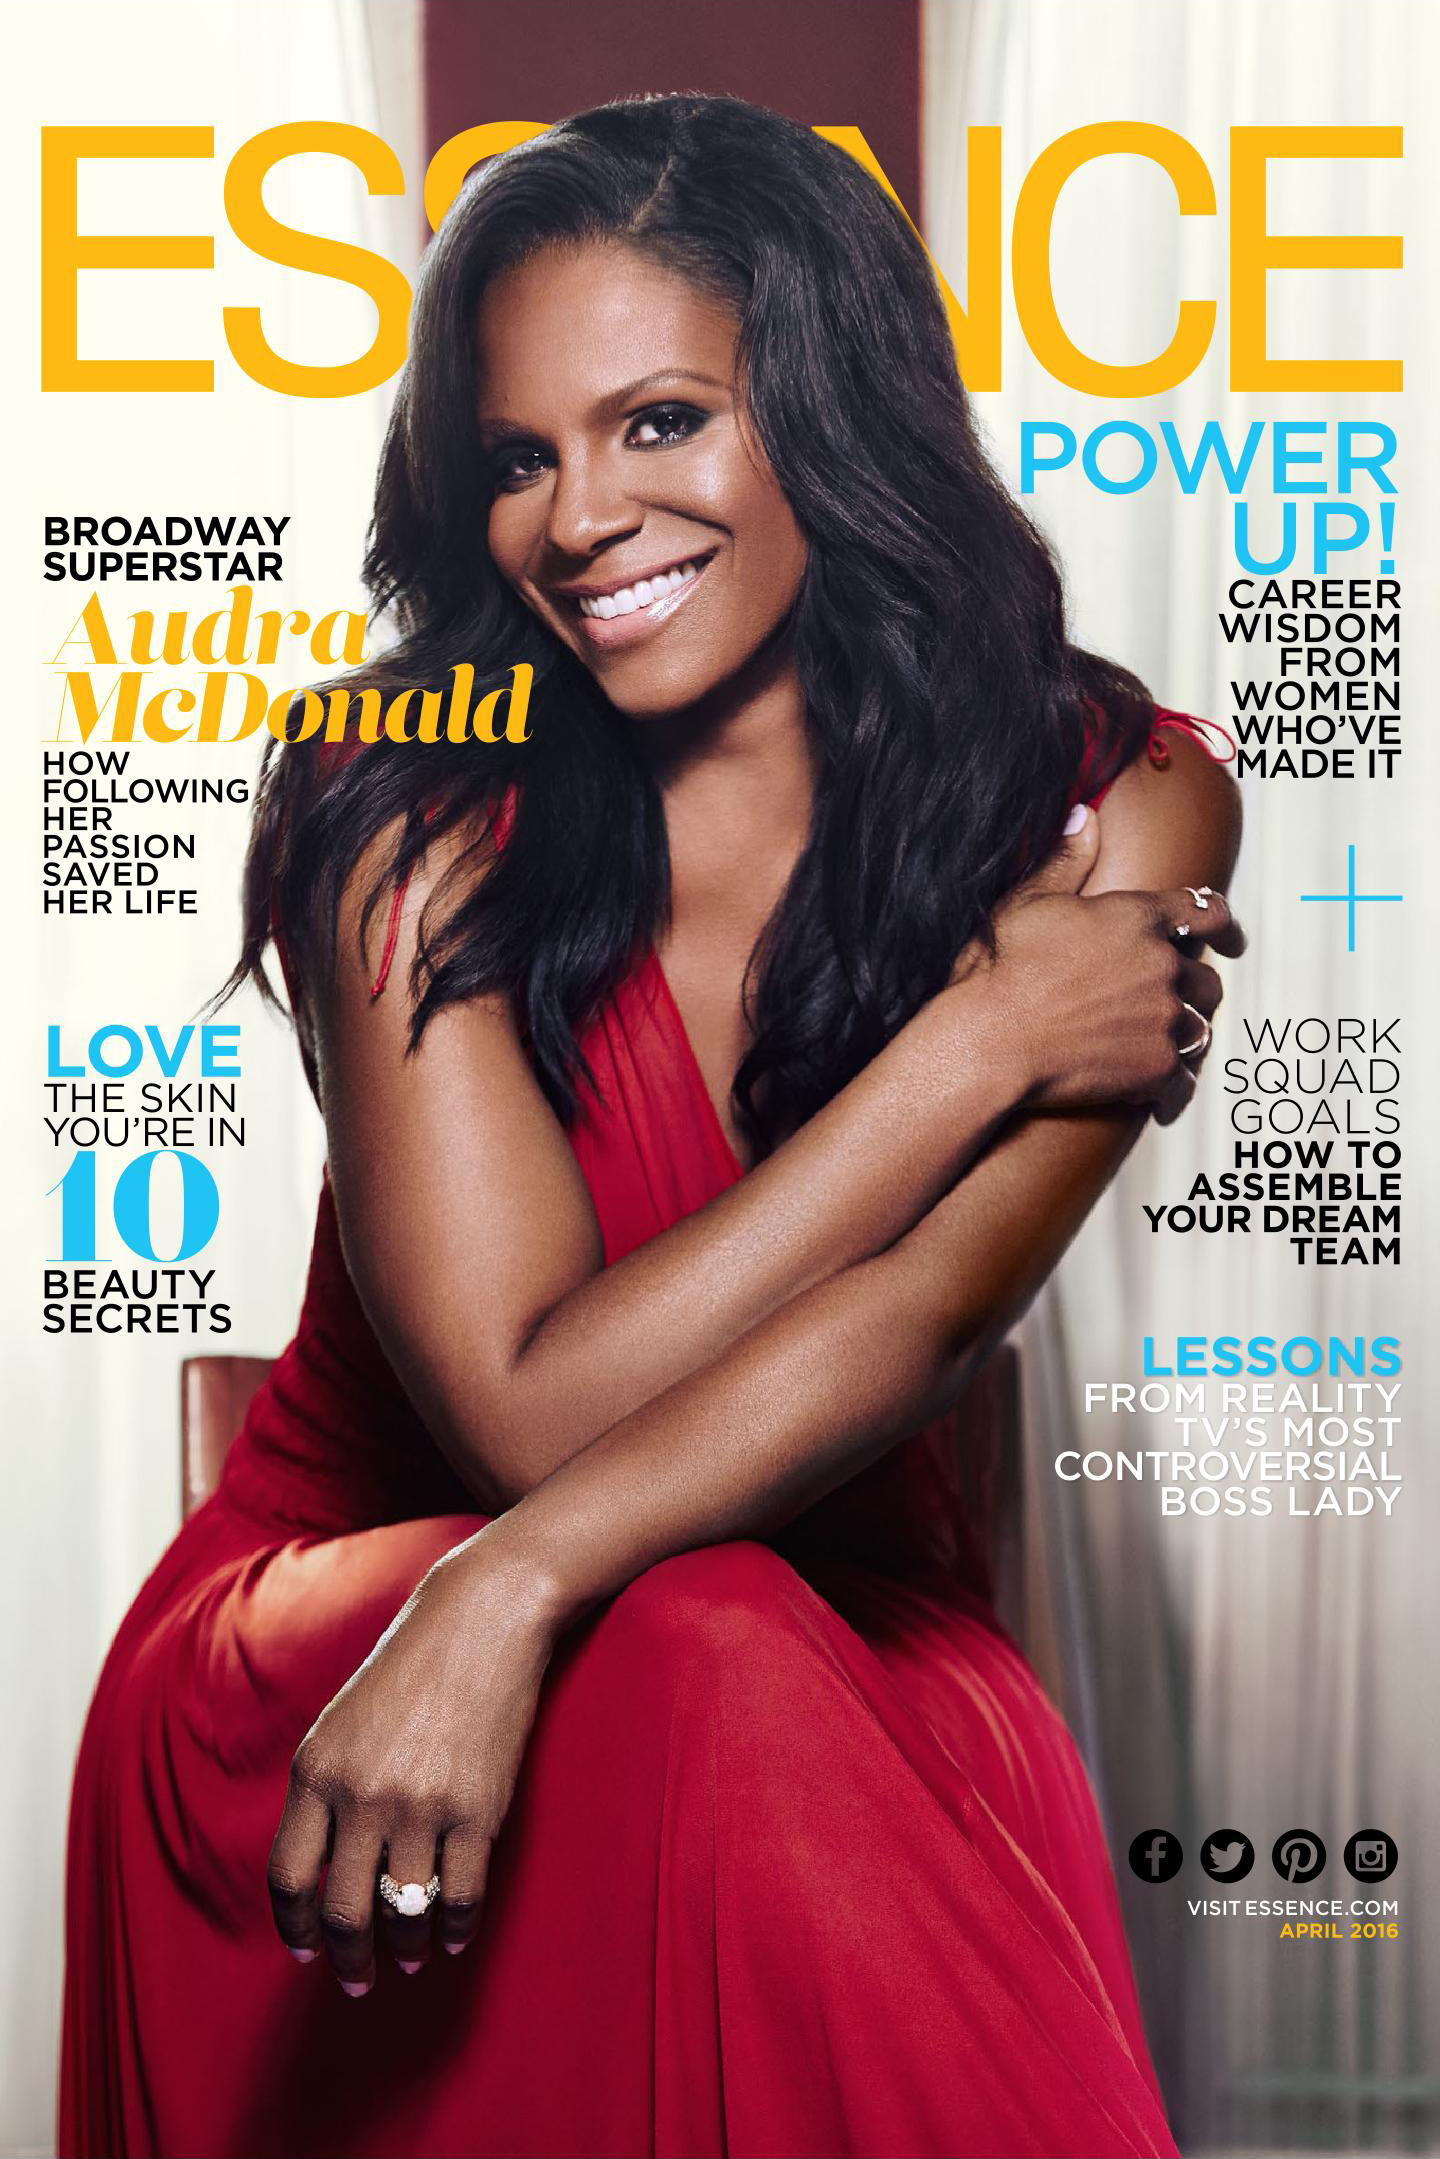 ESSENCE
POWER
UP!
CAREER
WISDOM
FROM
WOMEN
WHO'VE
MADE IT
BROADWAY
SUPERSTAR
Audra
McDonald
HOW
FOLLOWING
HER
PASSION
SAVED
HER LIFE
LOVE
THE SKIN
YOU'RE IN
10
BEAUTY
SECRETS
+
WORK
SQUAD
GOALS
HOW TO
ASSEMBLE
YOUR DREAM
TEAM
LESSONS
FROM REALITY
TV'S MOST
CONTROVERSIAL
BOSS LADY
VISIT ESSENCE.COM
APRIL 2016